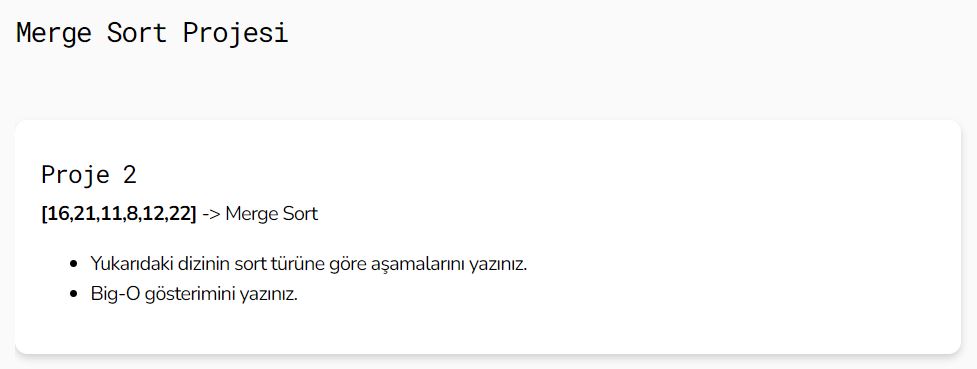 Merge Sort Projesi
Proje 2
[16,21,11,8,12,22] -> Merge Sort
Yukarıdaki dizinin sort türüne göre aşamalarını yazınız.
Big-O gösterimini yazınız.